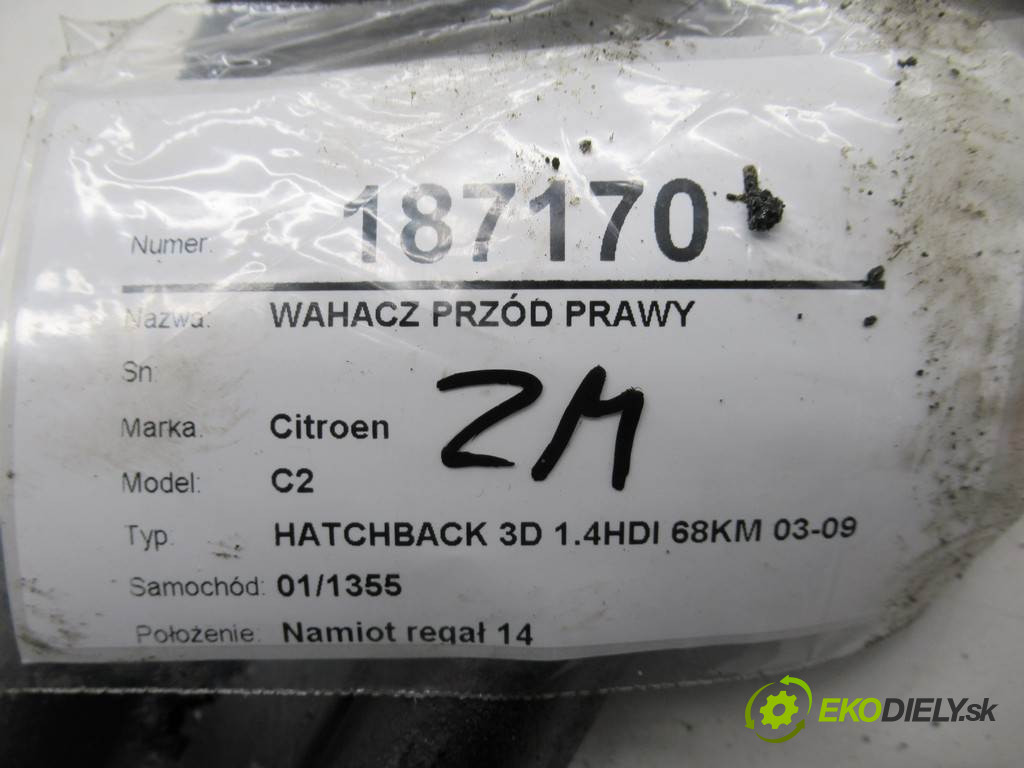 Numer: 187170
Nazwa: WAHACZ PRZÓD PRAWY
Sn:
ZM
Marka: Citroen
Model: C2
Typ: HATCHBACK 3D 1.4HDI 68KM 03-09
Samochód: 01/1355
Położenie: Namiot regał 14
EKODIELY.sk